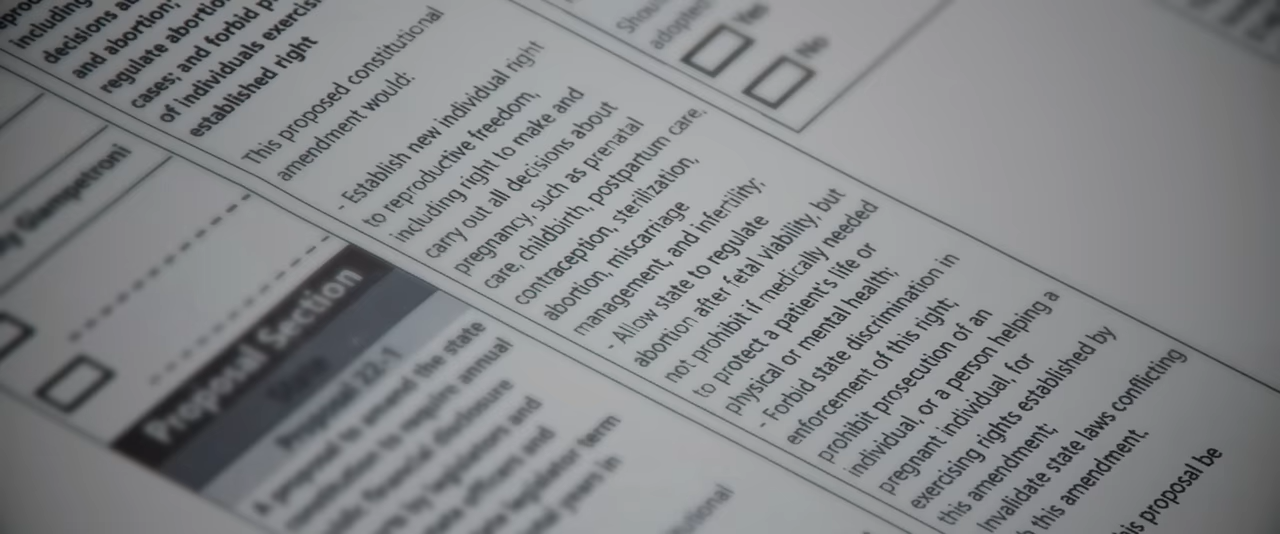 including
decisions
and abortion;
regulate abortion
cases; and forbid
of individuals exercising
established right
This proposed constitutional
amendment would:
- Establish new individual right
to reproductive freedom,
including right to make and
carry out all decisions about
pregnancy, such as prenatal
care, childbirth, postpartum care,
contraception, sterilization,
abortion, miscarriage
management, and infertility;
- Allow state to regulate
abortion after fetal viability, but
not prohibit if medically needed
to protect a patient's life or
physical or mental health;
- Forbid state discrimination in
enforcement of this right;
prohibit prosecution of an
individual, or a person helping a
pregnant individual, for
exercising rights established by
this amendment;
Invalidate state laws conflicting
this amendment.
this proposal be
adopted?
Yes
No
Proposal Section
State
Proposal 22-1
A proposal to amend the state
constitution to require annual
public financial disclosure
by legislators and
state officers and
legislator term
total years in